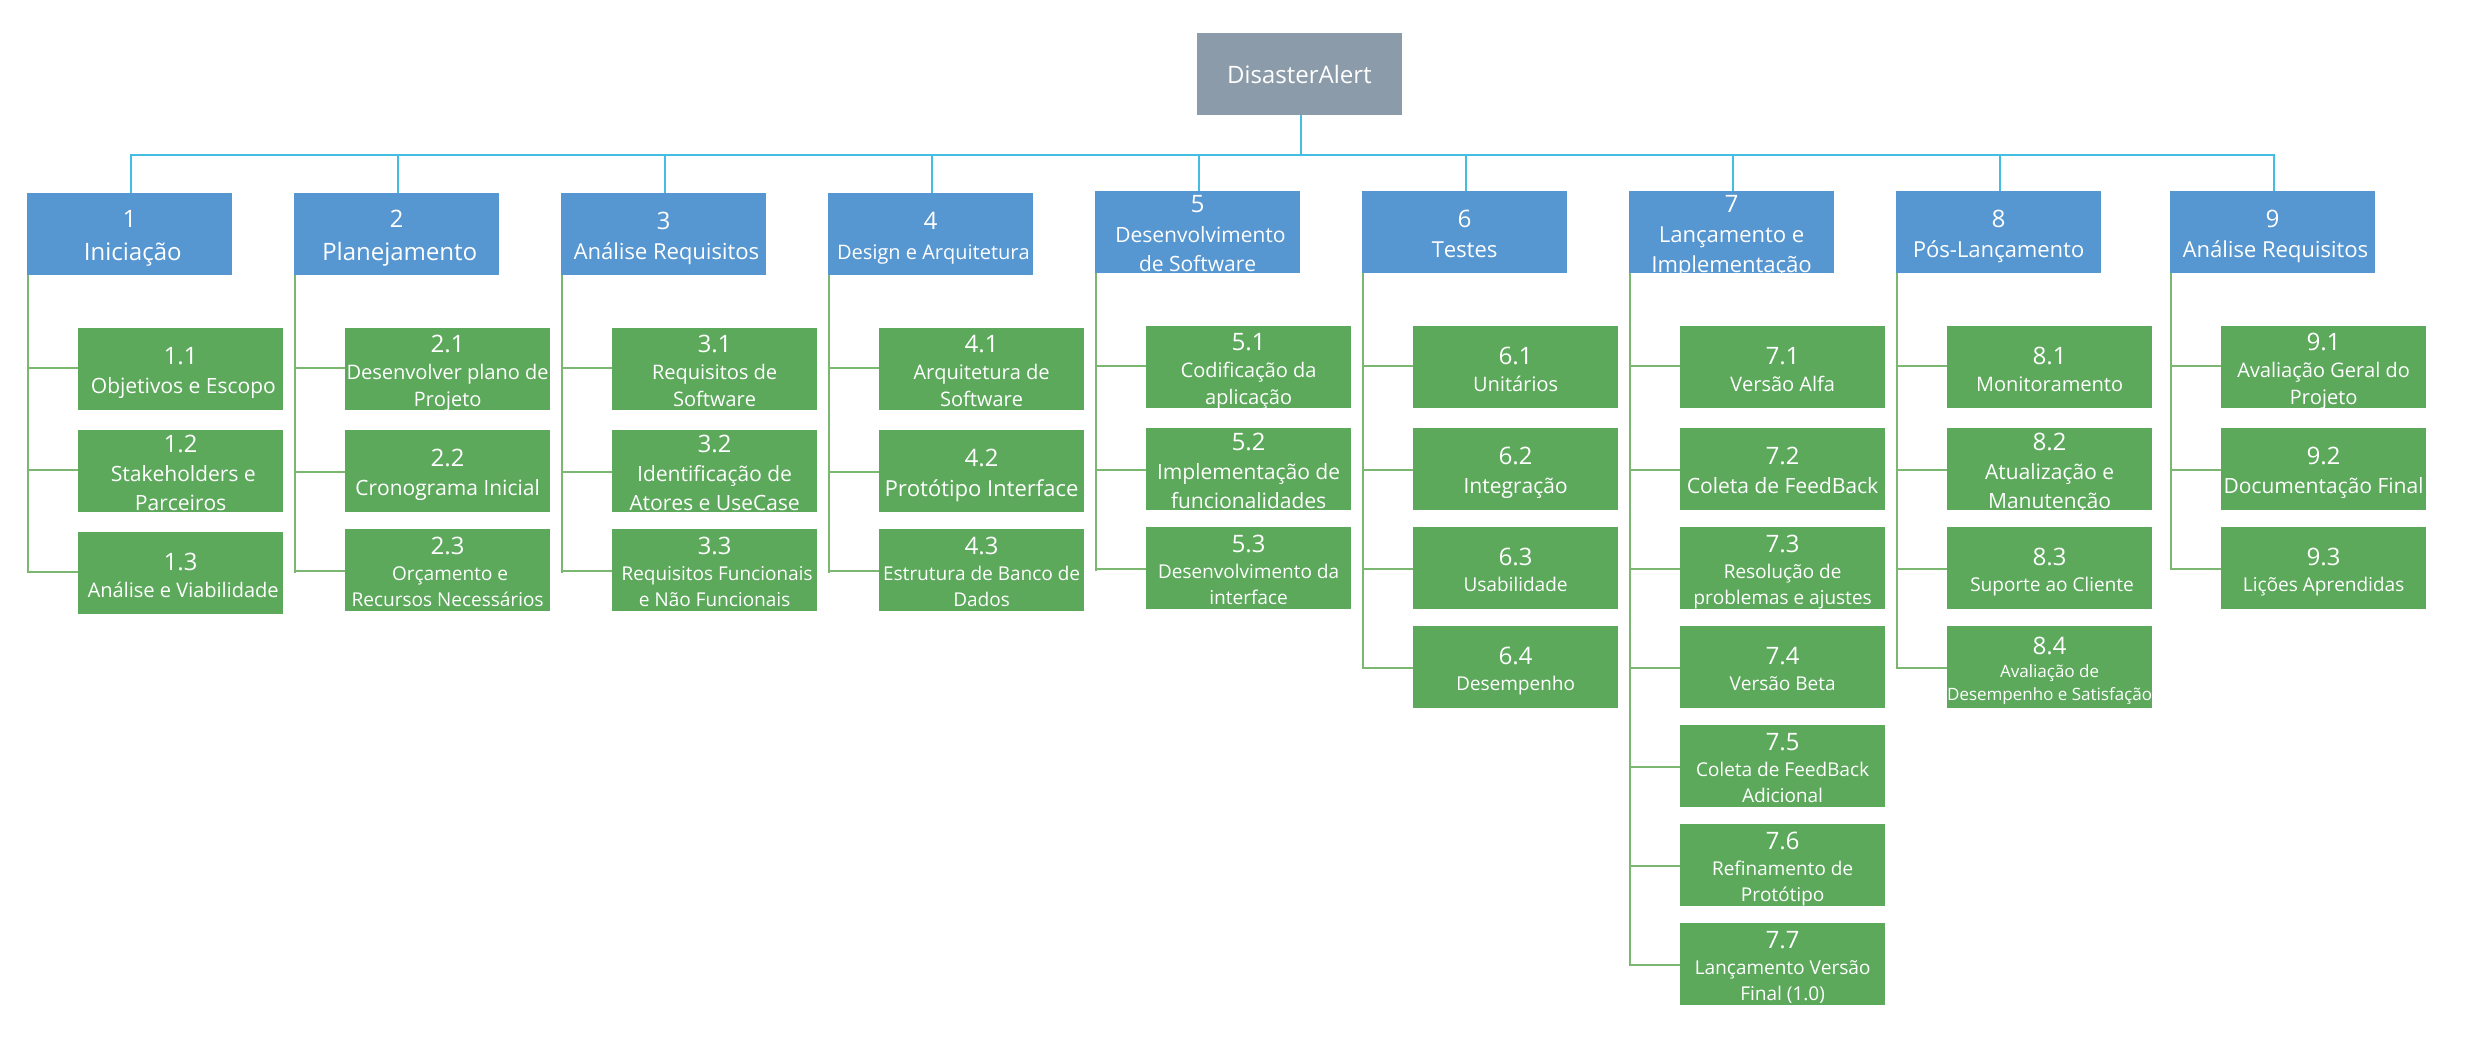 DisasterAlert
1
Iniciação
1.1
Objetivos e Escopo
1.2
Stakeholders e
Parceiros
1.3
Análise e Viabilidade
2
Planejamento
2.1
Desenvolver plano de
Projeto
2.2
Cronograma Inicial
2.3
Orçamento e
Recursos Necessários
3
Análise Requisitos
3.1
Requisitos de
Software
3.2
Identificação de
Atores e UseCase
3.3
Requisitos Funcionais
e Não Funcionais
4
Design e Arquitetura
4.1
Arquitetura de
Software
4.2
Protótipo Interface
4.3
Estrutura de Banco de
Dados
5
Desenvolvimento
de Software
5.1
Codificação da
aplicação
5.2
Implementação de
funcionalidades
5.3
Desenvolvimento da
interface
6
Testes
6.1
Unitários
6.2
Integração
6.3
Usabilidade
6.4
Desempenho
7
Lançamento e
Implementação
7.1
Versão Alfa
7.2
Coleta de FeedBack
7.3
Resolução de
problemas e ajustes
7.4
Versão Beta
7.5
Coleta de FeedBack
Adicional
7.6
Refinamento de
Protótipo
7.7
Lançamento Versão
Final (1.0)
8
Pós-Lançamento
8.1
Monitoramento
8.2
Atualização e
Manutenção
8.3
Suporte ao Cliente
8.4
Avaliação de
Desempenho e Satisfação
9
Análise Requisitos
9.1
Avaliação Geral do
Projeto
9.2
Documentação Final
9.3
Lições Aprendidas